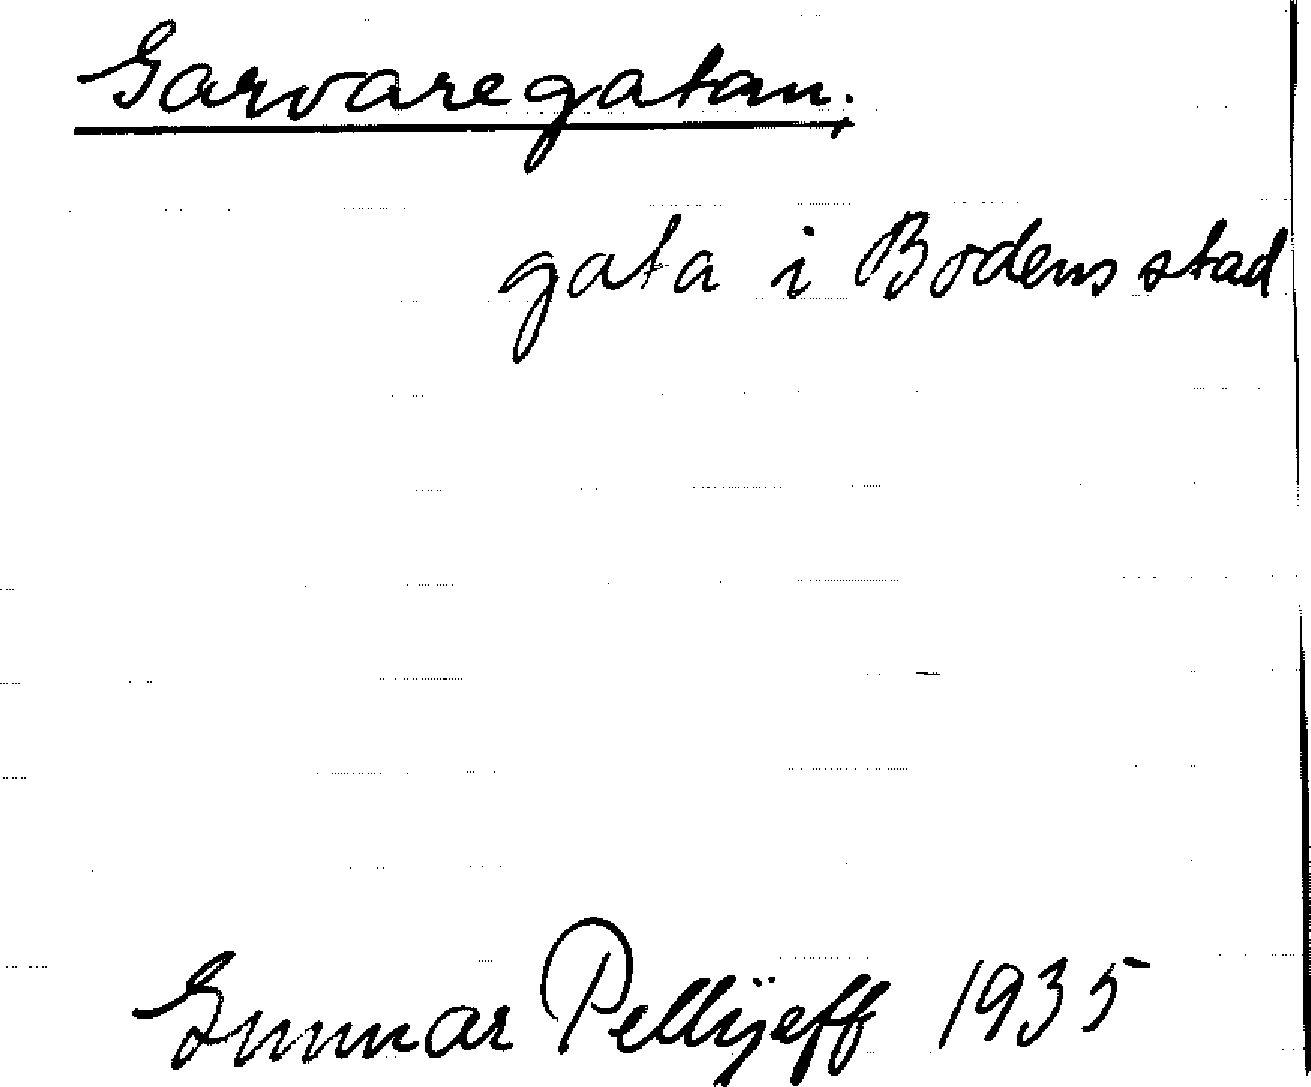 Garvaregatan.
gata i Bodens stad
Gunnar Pellijeff 1935